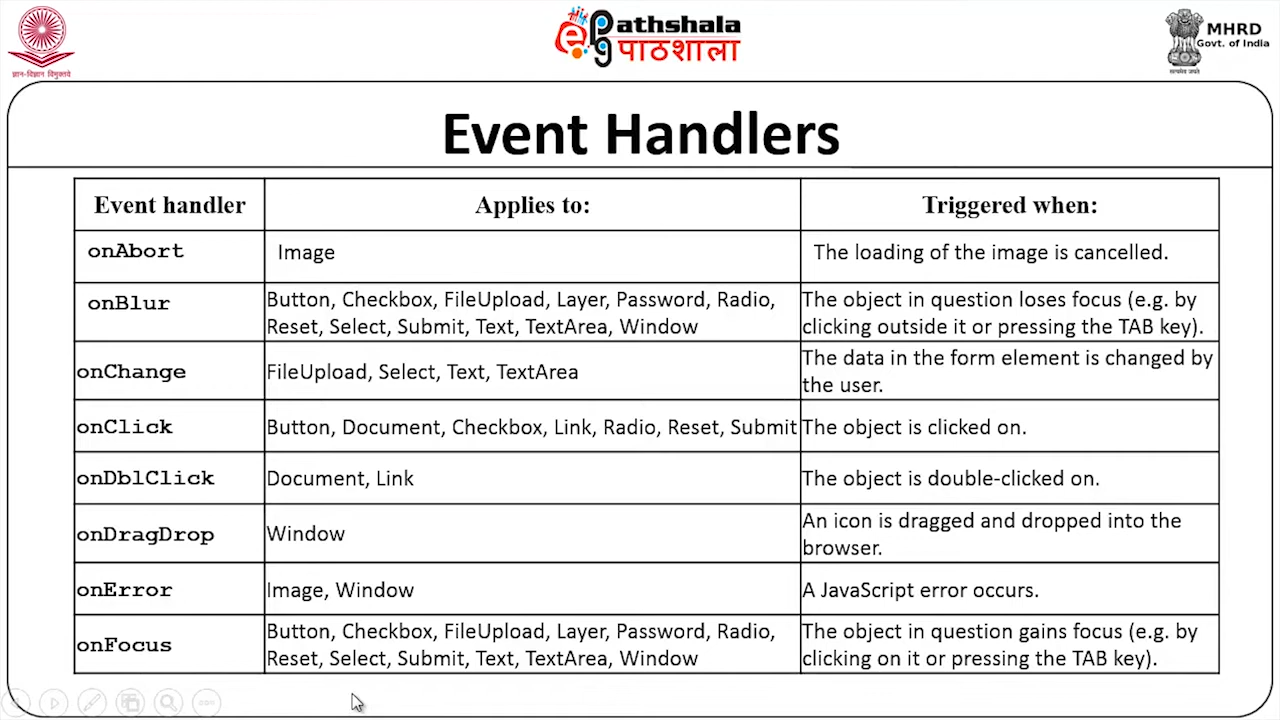 ज्ञान-विज्ञान विमुक्तये
ePathshala
पाठशाला
MHRD
Govt. of India
सत्यमेव जयते
Event Handlers
Event handler Applies to: Triggered when:
onAbort Image The loading of the image is cancelled.
onBlur Button, Checkbox, FileUpload, Layer, Password, Radio, The object in question loses focus (e.g. by
Reset, Select, Submit, Text, TextArea, Window clicking outside it or pressing the TAB key).
onChange FileUpload, Select, Text, TextArea The data in the form element is changed by
the user.
onClick Button, Document, Checkbox, Link, Radio, Reset, Submit The object is clicked on.
onDblClick Document, Link The object is double-clicked on.
onDragDrop Window An icon is dragged and dropped into the
browser.
onError Image, Window A JavaScript error occurs.
onFocus Button, Checkbox, FileUpload, Layer, Password, Radio, The object in question gains focus (e.g. by
Reset, Select, Submit, Text, TextArea, Window clicking on it or pressing the TAB key).